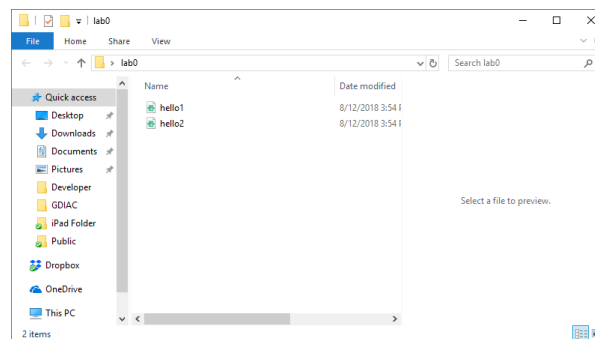 lab0
File Home Share View
lab0
Search lab0
Name Date modified
Quick access
Desktop
Downloads
Documents
Pictures
Developer
GDIAC
iPad Folder
Public
Dropbox
OneDrive
This PC
hello1 8/12/2018 3:54 P
hello2 8/12/2018 3:54 P
Select a file to preview.
2 items